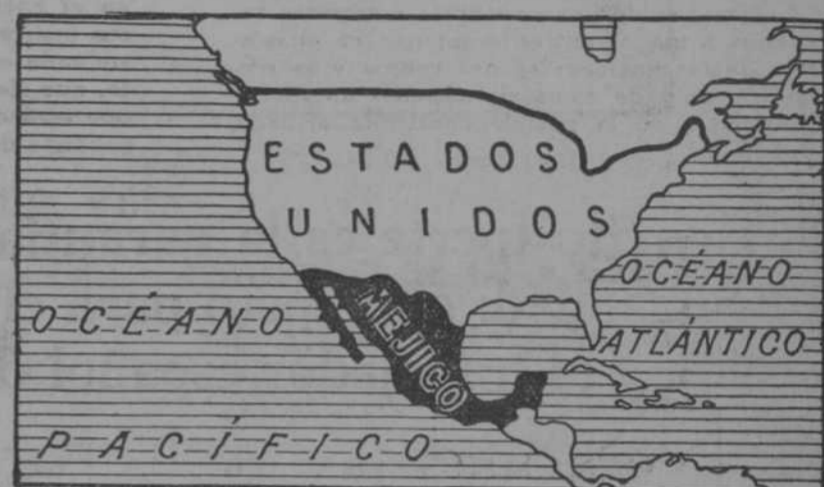 ESTADOS
UNIDOS
OCÉANO
ATLÁNTICO
MEJICO
OCÉANO
PACÍFICO